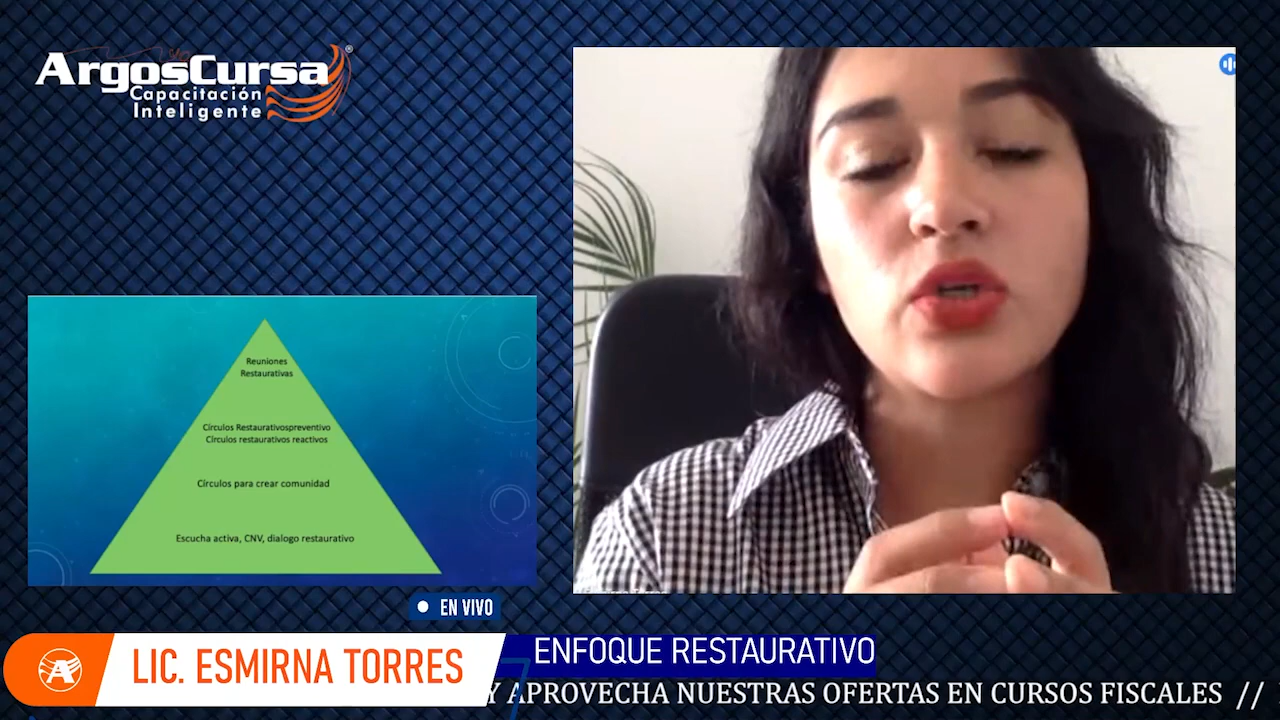 ArgosCursa®
Capacitación
Inteligente
Reuniones
Restaurativas
Círculos Restaurativospreventivo
Círculos restaurativos reactivos
Círculos para crear comunidad
Escucha activa, CNV, dialogo restaurativo
EN VIVO
LIC. ESMIRNA TORRES
ENFOQUE RESTAURATIVO
Y APROVECHA NUESTRAS OFERTAS EN CURSOS FISCALES //